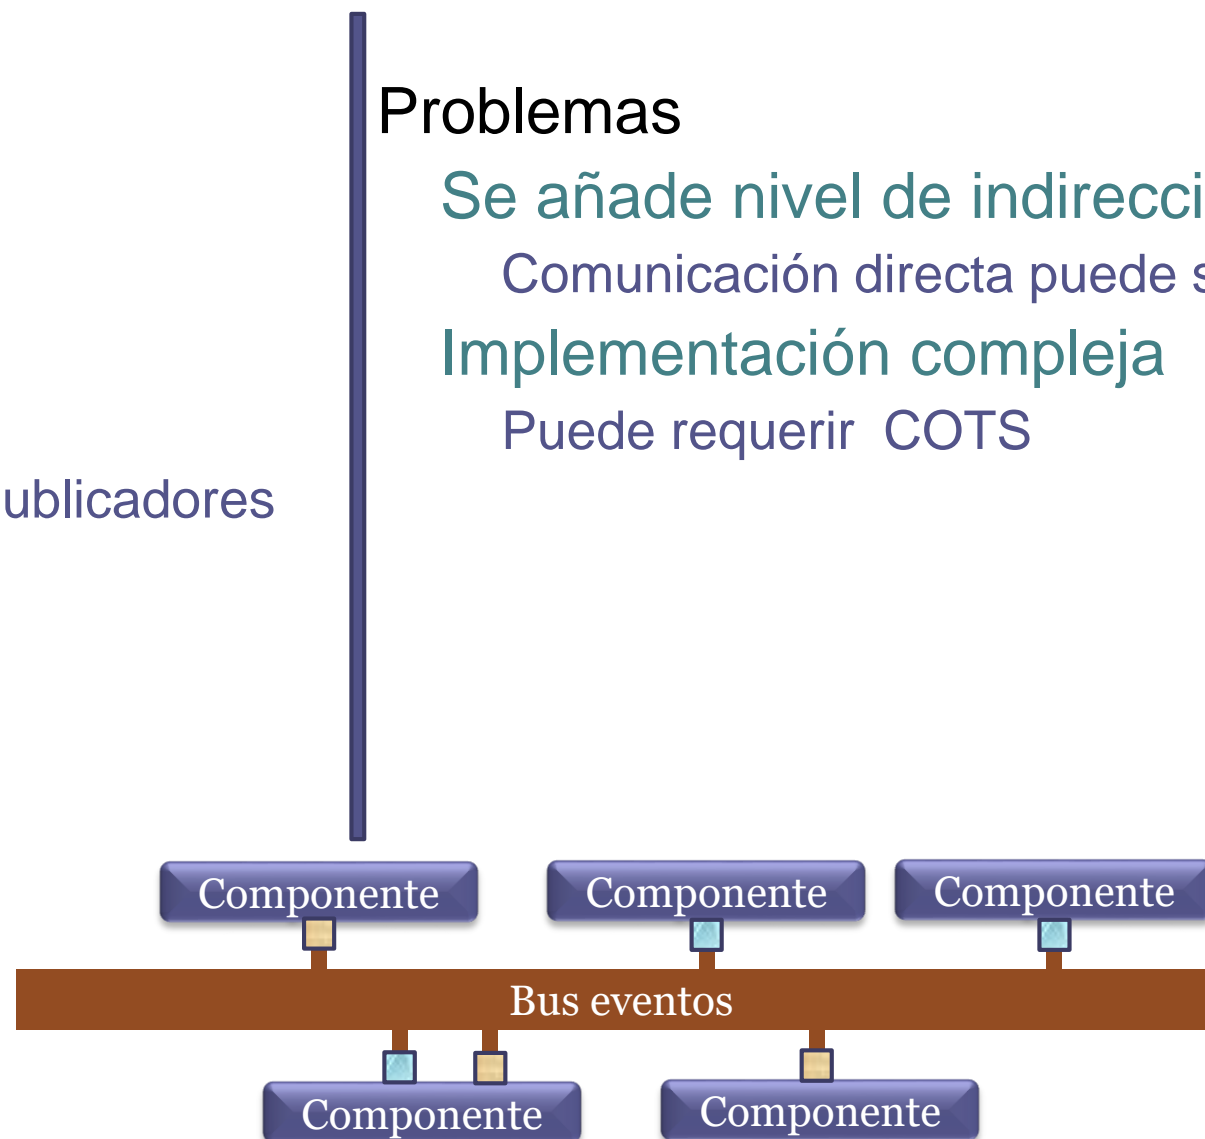 Problemas
Se añade nivel de indirecci
Comunicación directa puede s
Implementación compleja
Puede requerir COTS
ublicadores
Componente
Componente
Componente
Bus eventos
Componente
Componente